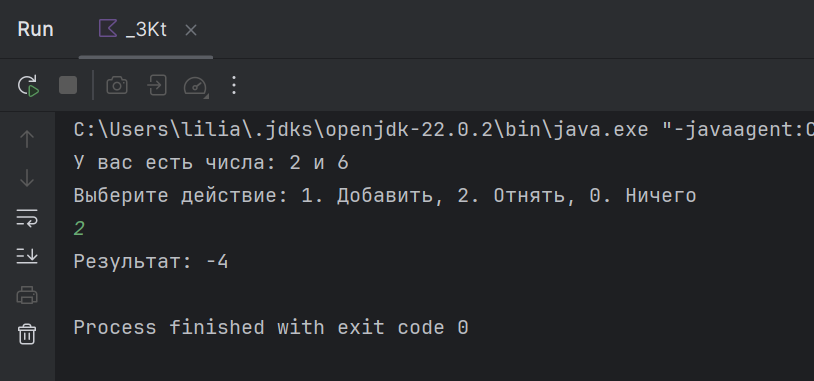 Run _3Kt
C:\Users\lilia\.jdks\openjdk-22.0.2\bin\java.exe "-javaagent:C
У вас есть числа: 2 и 6
Выберите действие: 1. Добавить, 2. Отнять, 0. Ничего
2
Результат: -4
Process finished with exit code 0